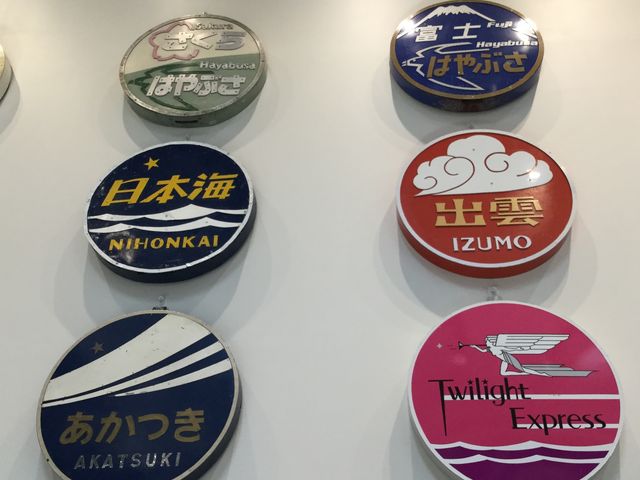 Sakura
さくら
Hayabusa
はやぶさ
Fuji
富士
Hayabusa
はやぶさ
日本海
NIHONKAI
出雲
IZUMO
あかつき
AKATSUKI
Twilight
Express